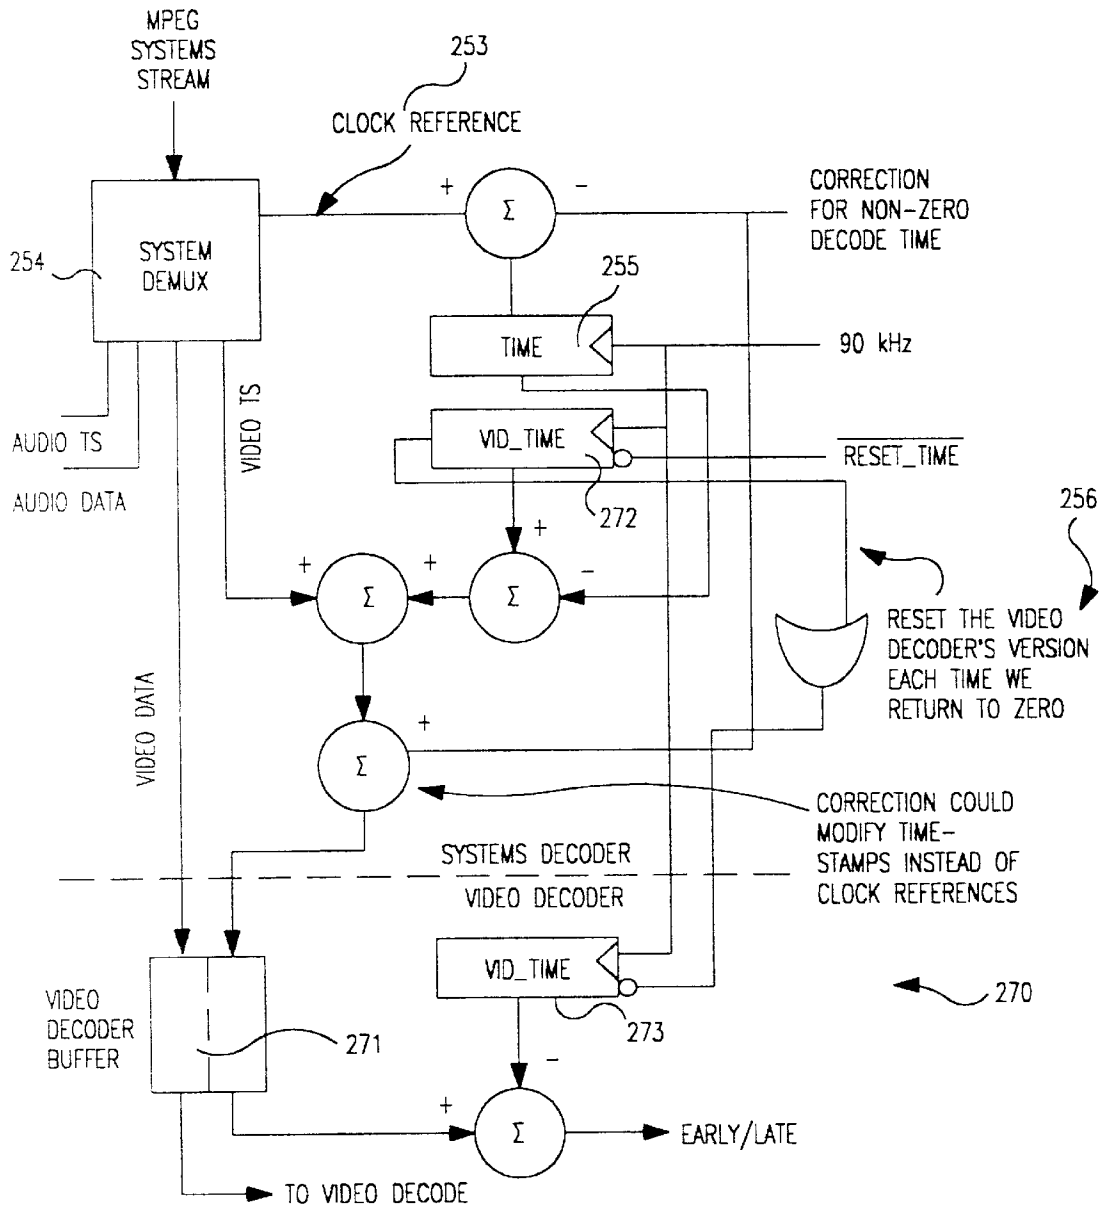 MPEG
SYSTEMS
STREAM
253
CLOCK REFERENCE
+
Σ
−
CORRECTION
FOR NON-ZERO
DECODE TIME
254
SYSTEM
DEMUX
255
TIME
90 kHz
AUDIO TS
AUDIO DATA
VIDEO TS
VID_TIME
RESET_TIME
272
256
+
+
+
−
Σ
Σ
RESET THE VIDEO
DECODER'S VERSION
EACH TIME WE
RETURN TO ZERO
VIDEO DATA
+
Σ
CORRECTION COULD
MODIFY TIME-
STAMPS INSTEAD OF
CLOCK REFERENCES
SYSTEMS DECODER
VIDEO DECODER
VID_TIME
270
VIDEO
DECODER
BUFFER
271
273
−
+
Σ
EARLY/LATE
TO VIDEO DECODE